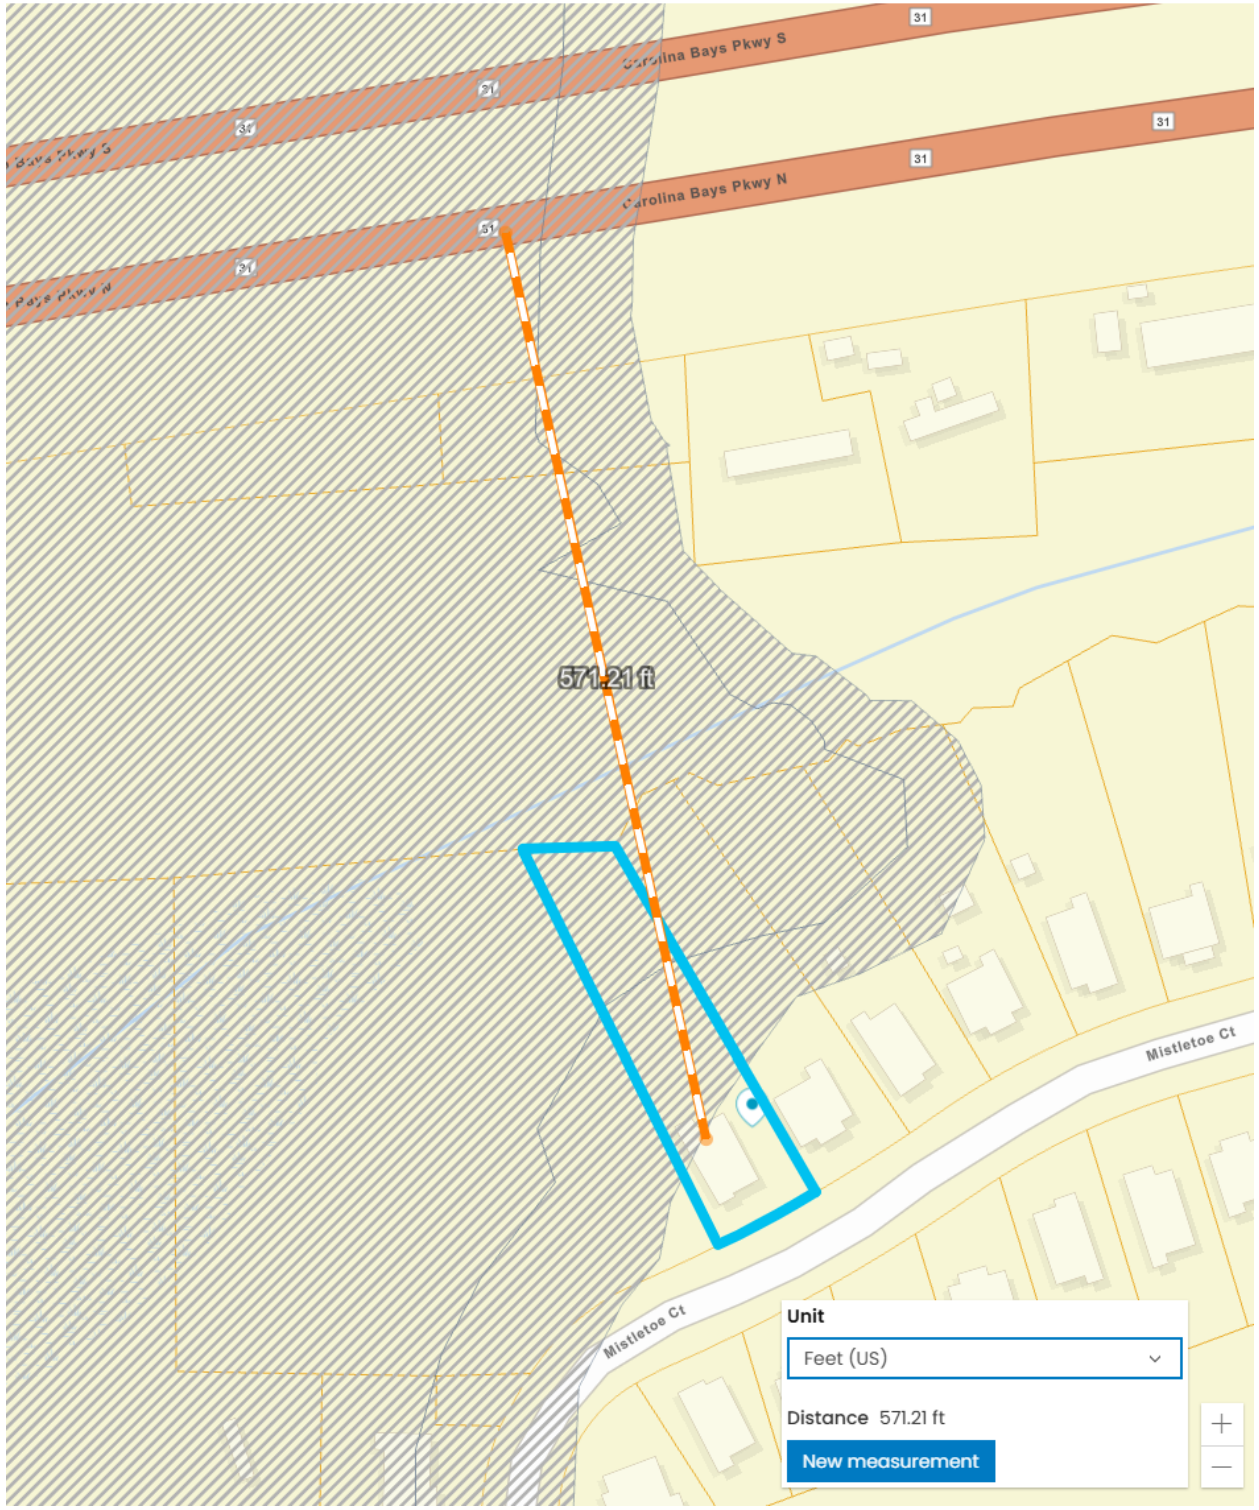 31
Carolina Bays Pkwy S
31
31
31
Bays Pkwy S
31
Carolina Bays Pkwy N
31
31
Bays Pkwy N
571.21 ft
Mistletoe Ct
Mistletoe Ct
Unit
Feet (US)
Distance 571.21 ft
New measurement
+
−